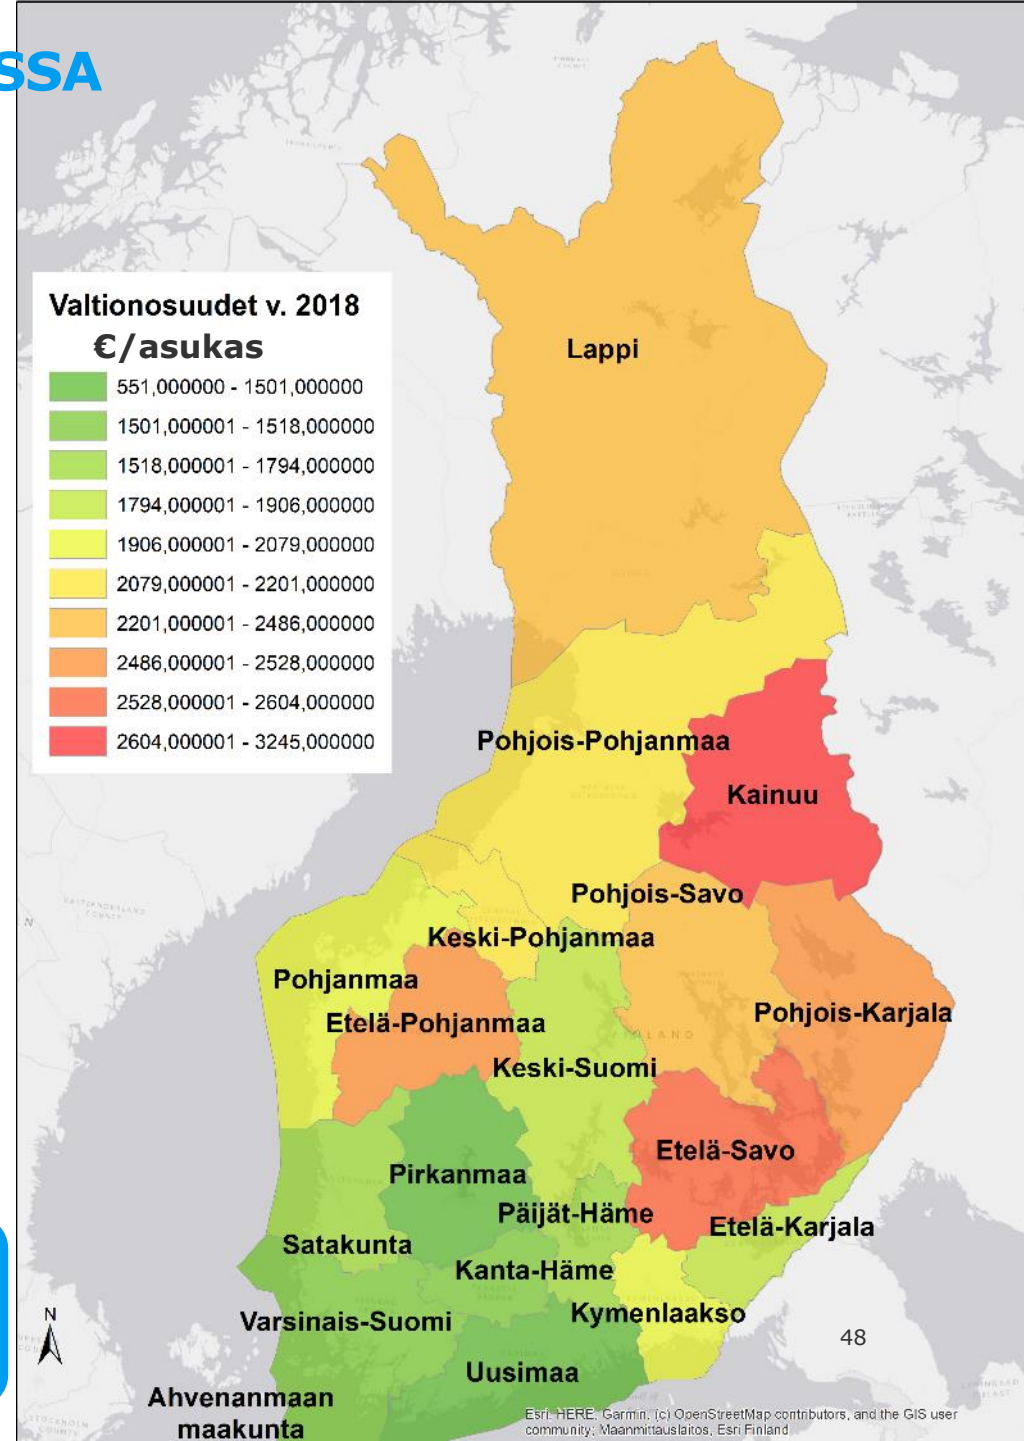 SSA
Valtionosuudet v. 2018
€/asukas
551,000000 - 1501,000000
1501,000001 - 1518,000000
1518,000001 - 1794,000000
1794,000001 - 1906,000000
1906,000001 - 2079,000000
2079,000001 - 2201,000000
2201,000001 - 2486,000000
2486,000001 - 2528,000000
2528,000001 - 2604,000000
2604,000001 - 3245,000000
Lappi
Pohjois-Pohjanmaa
Kainuu
Pohjois-Savo
Keski-Pohjanmaa
Pohjanmaa
Etelä-Pohjanmaa
Pohjois-Karjala
Keski-Suomi
Etelä-Savo
Pirkanmaa
Päijät-Häme
Etelä-Karjala
Satakunta
Kanta-Häme
Kymenlaakso
Varsinais-Suomi
N
48
Uusimaa
Ahvenanmaan
maakunta
Esri, HERE, Garmin, (c) OpenStreetMap contributors, and the GIS user
community; Maanmittauslaitos, Esri Finland